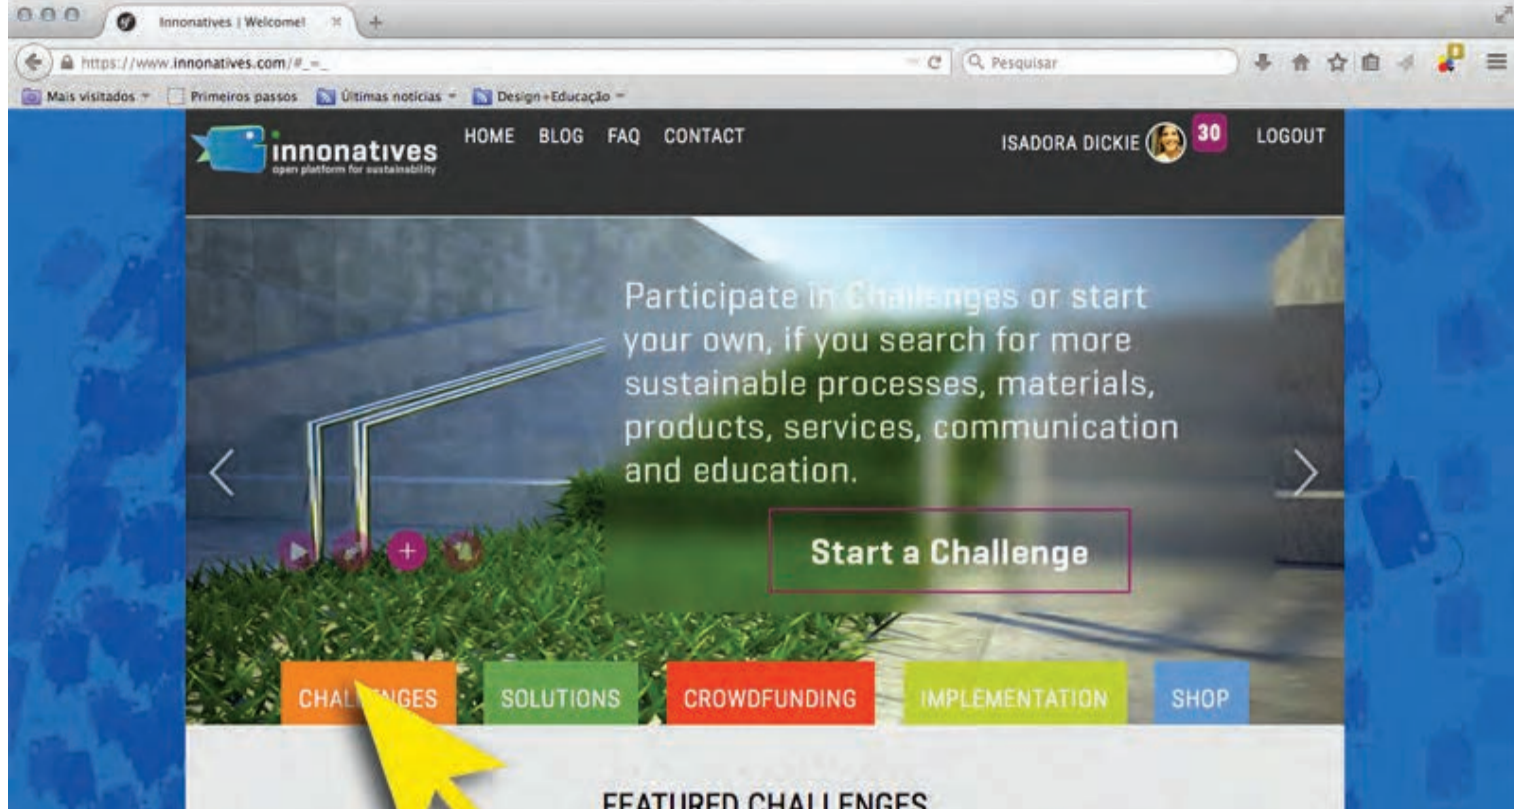 Innonatives | Welcome!
https://www.innonatives.com/#_=_
Pesquisar
Mais visitados
Primeiros passos
Últimas notícias
Design+Educação
innonatives
open platform for sustainability
HOME BLOG FAQ CONTACT
ISADORA DICKIE 30 LOGOUT
Participate in Challenges or start
your own, if you search for more
sustainable processes, materials,
products, services, communication
and education.
Start a Challenge
CHALLENGES SOLUTIONS CROWDFUNDING IMPLEMENTATION SHOP
FEATURED CHALLENGES